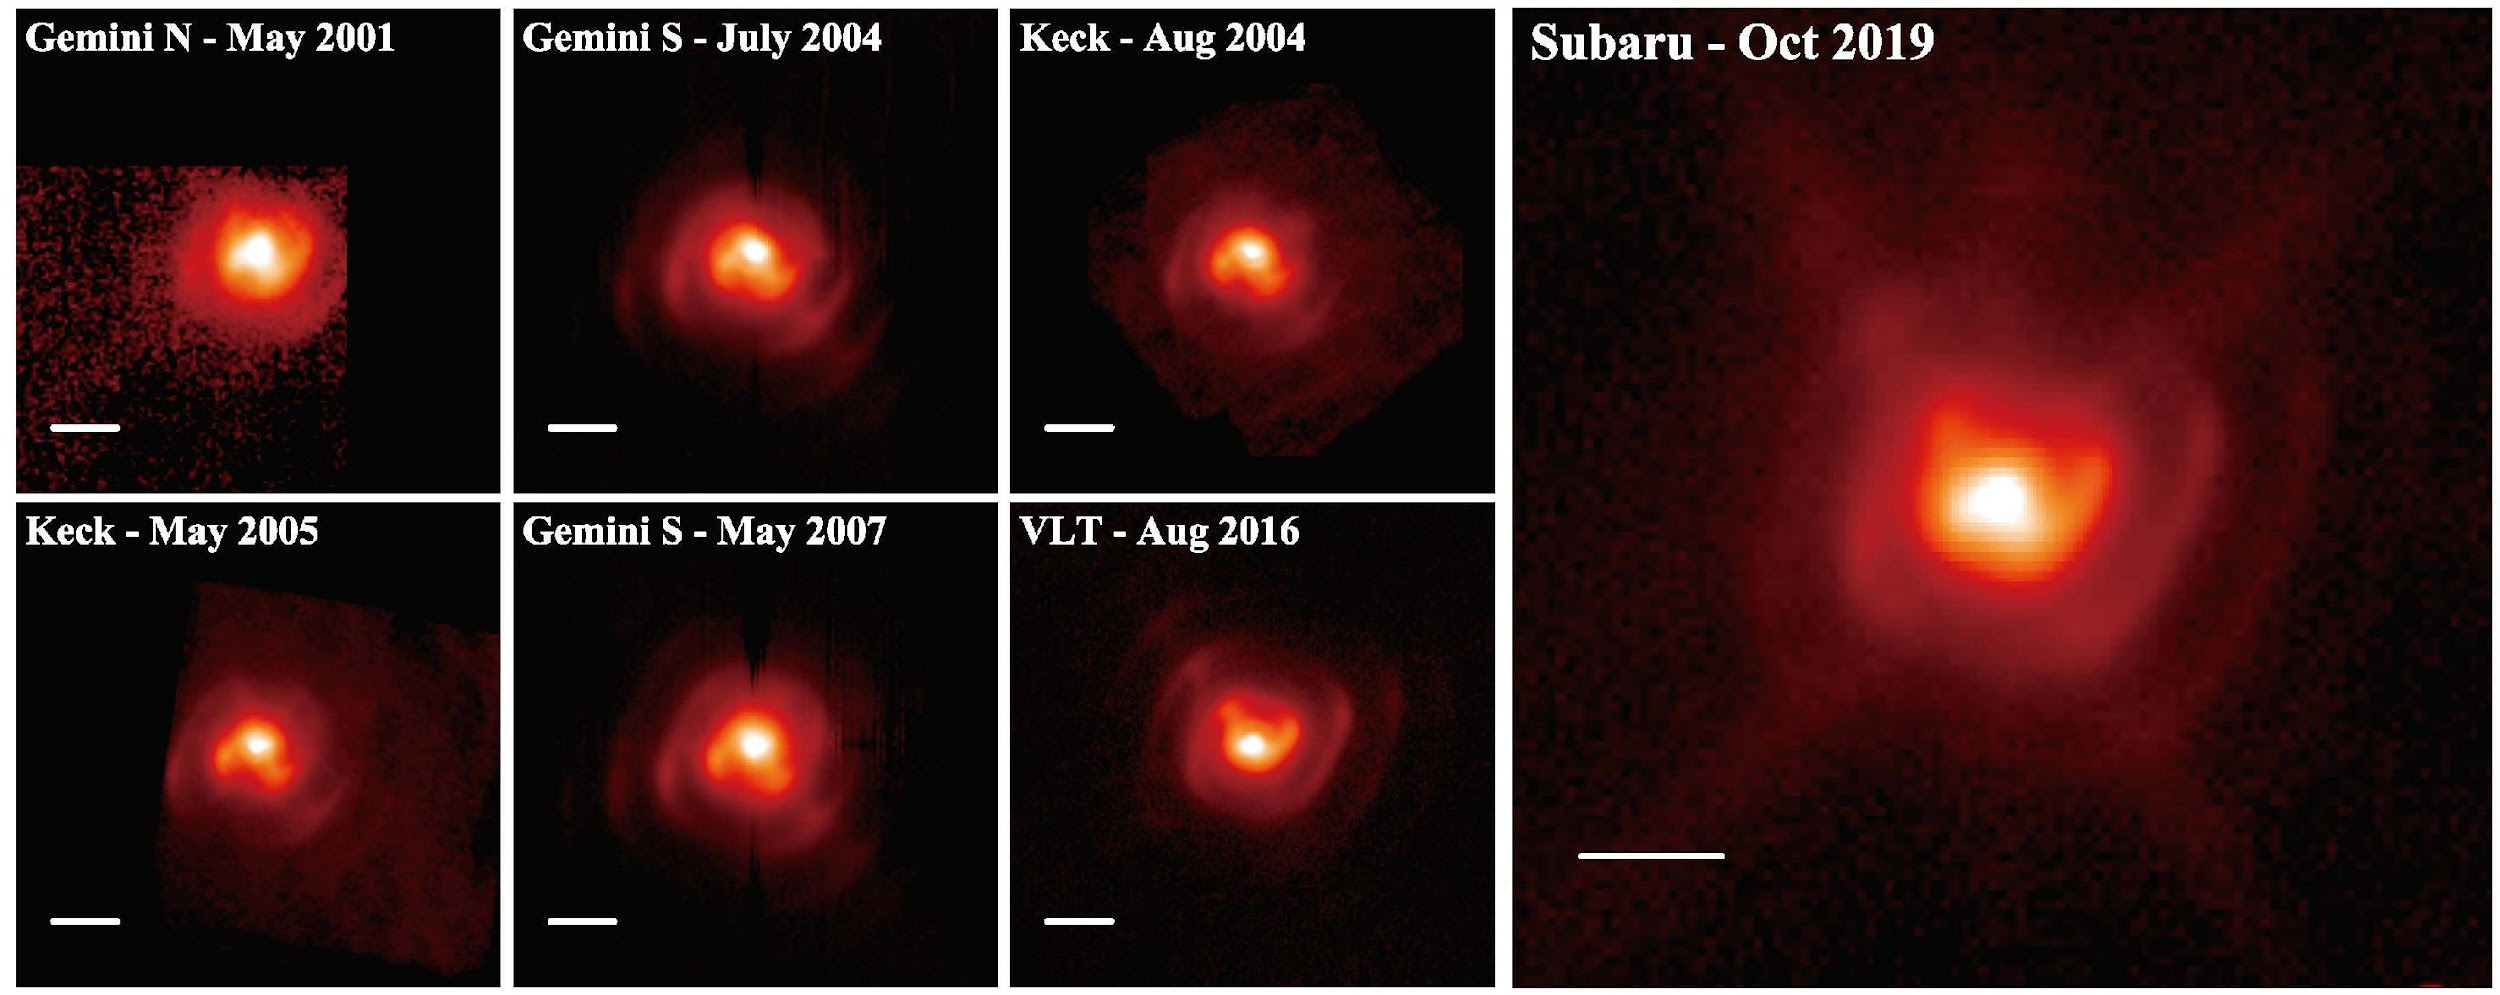 Gemini N - May 2001
Gemini S - July 2004
Keck - Aug 2004
Subaru - Oct 2019
Keck - May 2005
Gemini S - May 2007
VLT - Aug 2016